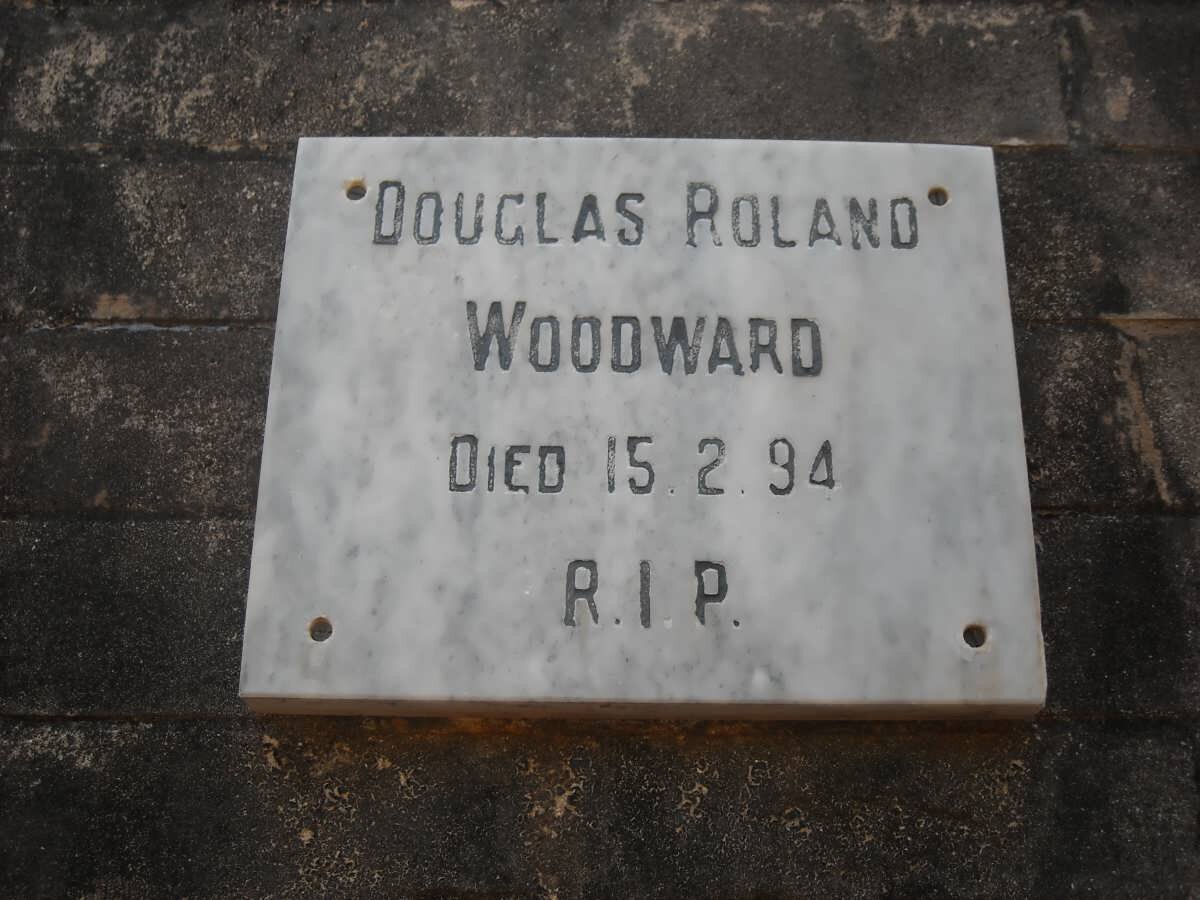 Douglas Roland
Woodward
Died 15.2.94
R.I.P.